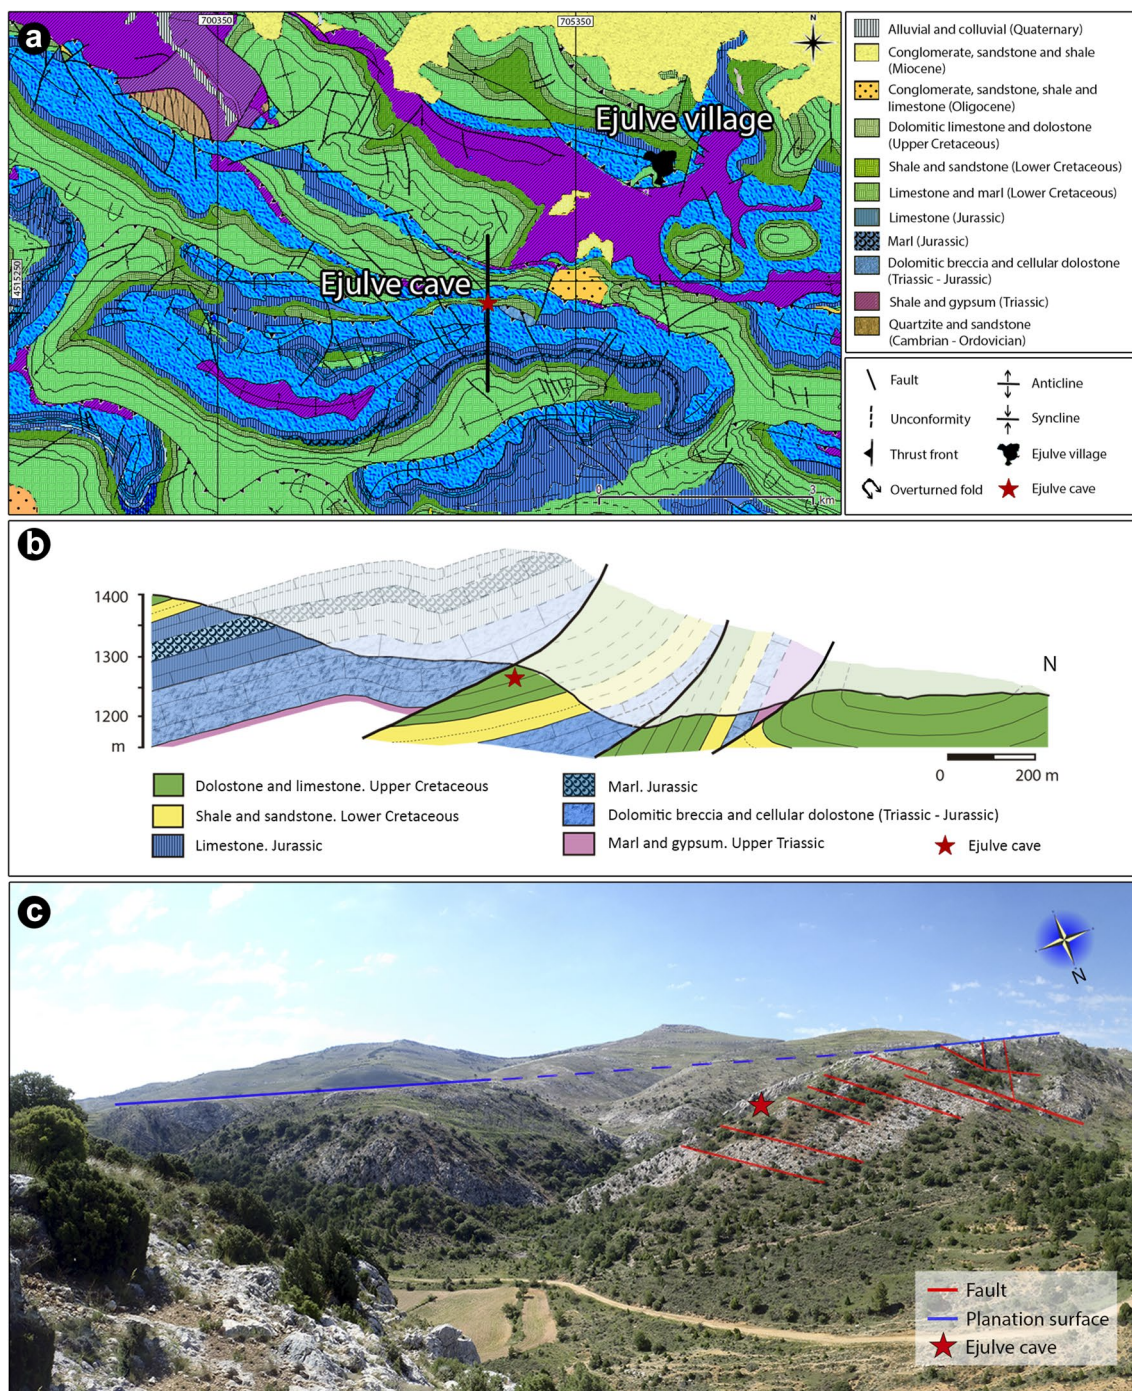 a
700350
705350
N
4515250
Ejulve village
Ejulve cave
0
3
km
Alluvial and colluvial (Quaternary)
Conglomerate, sandstone and shale
(Miocene)
Conglomerate, sandstone, shale and
limestone (Oligocene)
Dolomitic limestone and dolostone
(Upper Cretaceous)
Shale and sandstone (Lower Cretaceous)
Limestone and marl (Lower Cretaceous)
Limestone (Jurassic)
Marl (Jurassic)
Dolomitic breccia and cellular dolostone
(Triassic - Jurassic)
Shale and gypsum (Triassic)
Quartzite and sandstone
(Cambrian - Ordovician)
Fault
Anticline
Unconformity
Syncline
Thrust front
Ejulve village
Overturned fold
Ejulve cave
b
1400
1300
1200
m
N
0
200 m
Dolostone and limestone. Upper Cretaceous
Shale and sandstone. Lower Cretaceous
Limestone. Jurassic
Marl. Jurassic
Dolomitic breccia and cellular dolostone (Triassic - Jurassic)
Marl and gypsum. Upper Triassic
Ejulve cave
c
N
Fault
Planation surface
Ejulve cave